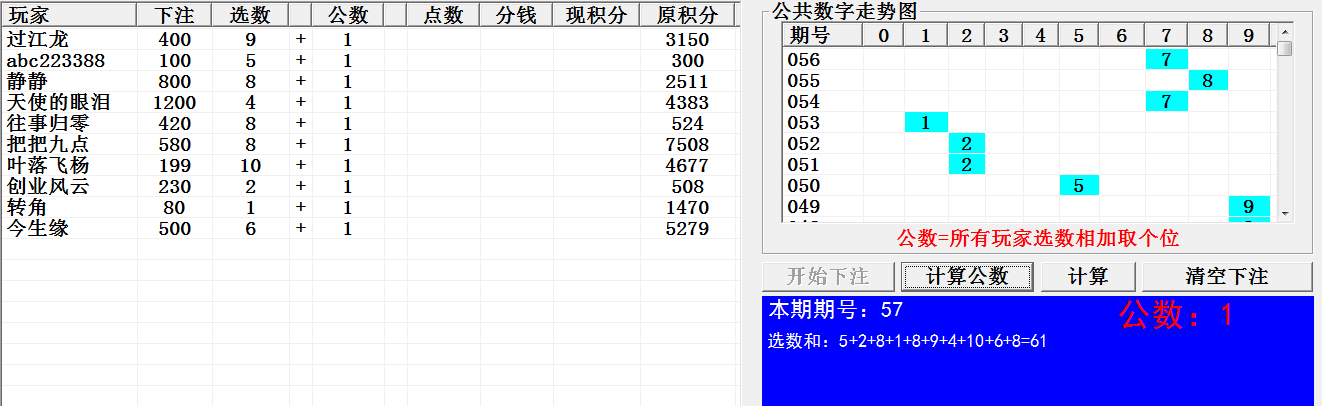 玩家 下注 选数 公数 点数 分钱 现积分 原积分
过江龙 400 9 + 1 3150
abc223388 100 5 + 1 300
静静 800 8 + 1 2511
天使的眼泪 1200 4 + 1 4383
往事归零 420 8 + 1 524
把把九点 580 8 + 1 7508
叶落飞杨 199 10 + 1 4677
创业风云 230 2 + 1 508
转角 80 1 + 1 1470
今生缘 500 6 + 1 5279
公共数字走势图
期号 0 1 2 3 4 5 6 7 8 9
056 7
055 8
054 7
053 1
052 2
051 2
050 5
049 9
公数=所有玩家选数相加取个位
开始下注 计算公数 计算 清空下注
本期期号：57
公数：1
选数和：5+2+8+1+8+9+4+10+6+8=61